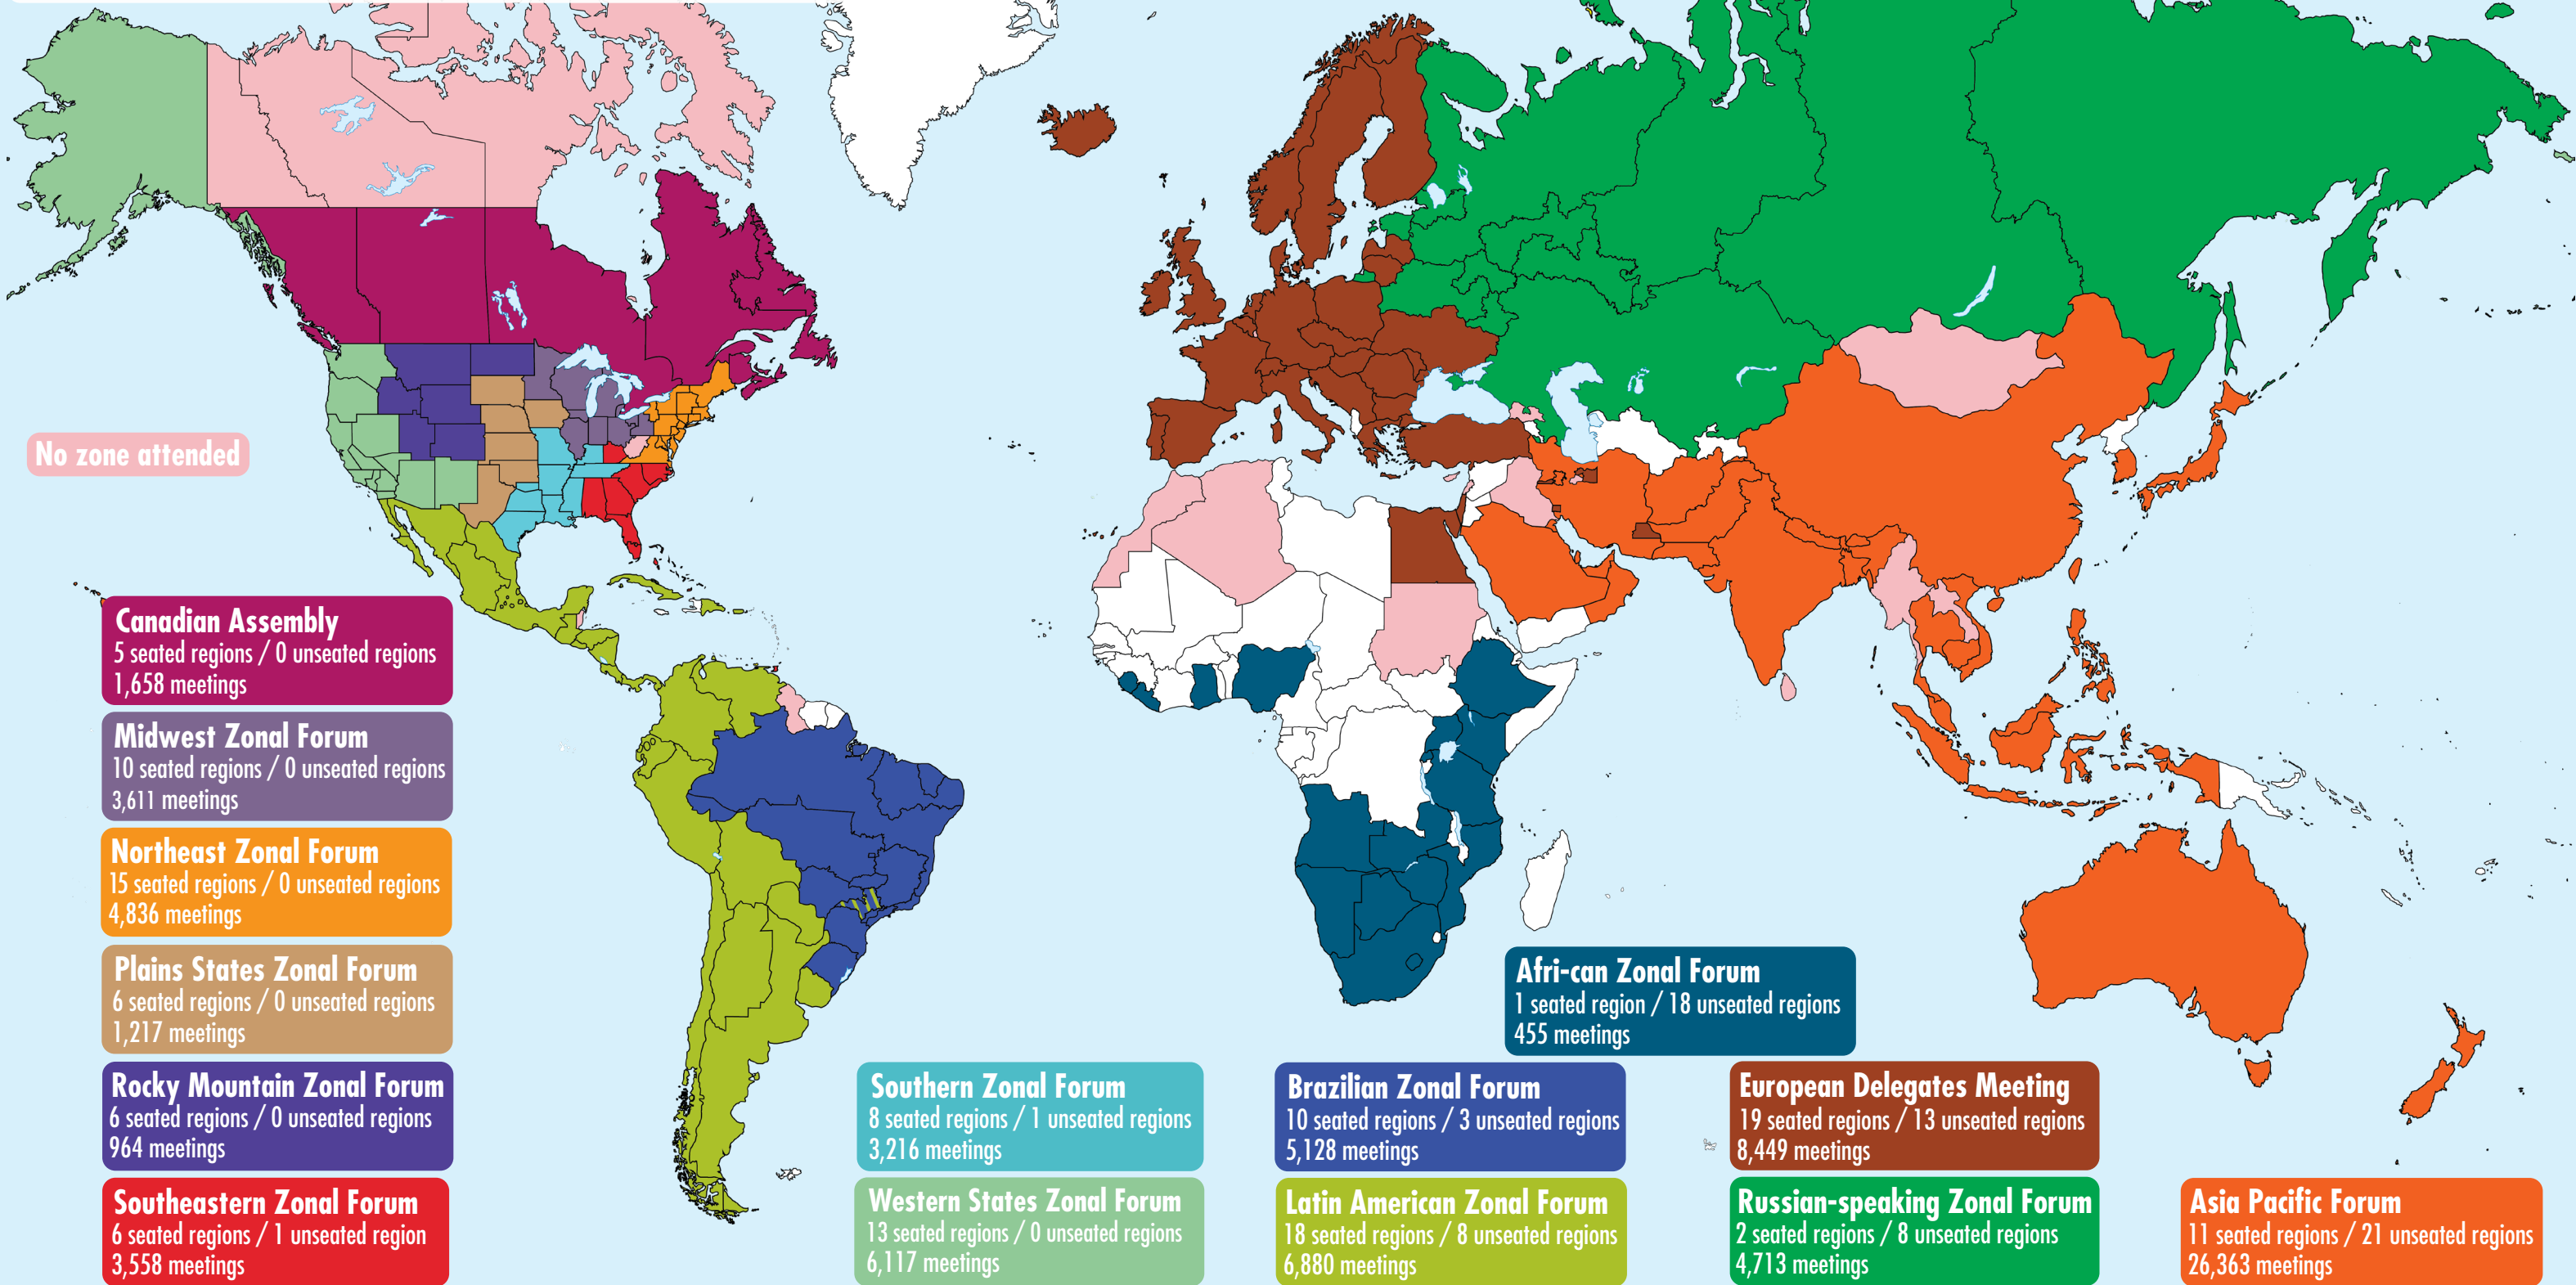 No zone attended
Canadian Assembly
5 seated regions / 0 unseated regions
1,658 meetings
Midwest Zonal Forum
10 seated regions / 0 unseated regions
3,611 meetings
Northeast Zonal Forum
15 seated regions / 0 unseated regions
4,836 meetings
Plains States Zonal Forum
6 seated regions / 0 unseated regions
1,217 meetings
Rocky Mountain Zonal Forum
6 seated regions / 0 unseated regions
964 meetings
Southeastern Zonal Forum
6 seated regions / 1 unseated region
3,558 meetings
Southern Zonal Forum
8 seated regions / 1 unseated regions
3,216 meetings
Western States Zonal Forum
13 seated regions / 0 unseated regions
6,117 meetings
Brazilian Zonal Forum
10 seated regions / 3 unseated regions
5,128 meetings
Latin American Zonal Forum
18 seated regions / 8 unseated regions
6,880 meetings
Afri-can Zonal Forum
1 seated region / 18 unseated regions
455 meetings
European Delegates Meeting
19 seated regions / 13 unseated regions
8,449 meetings
Russian-speaking Zonal Forum
2 seated regions / 8 unseated regions
4,713 meetings
Asia Pacific Forum
11 seated regions / 21 unseated regions
26,363 meetings